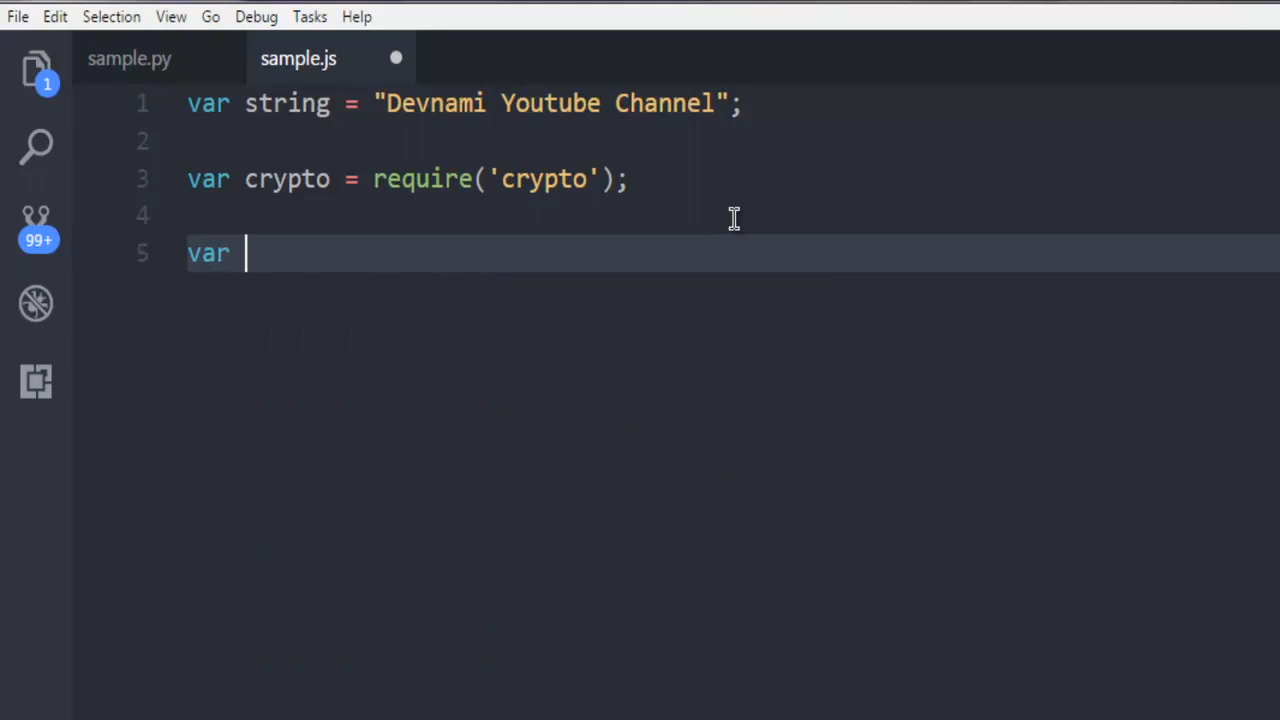 File Edit Selection View Go Debug Tasks Help
sample.py sample.js
1
99+
1 var string = "Devnami Youtube Channel";
2
3 var crypto = require('crypto');
4
5 var